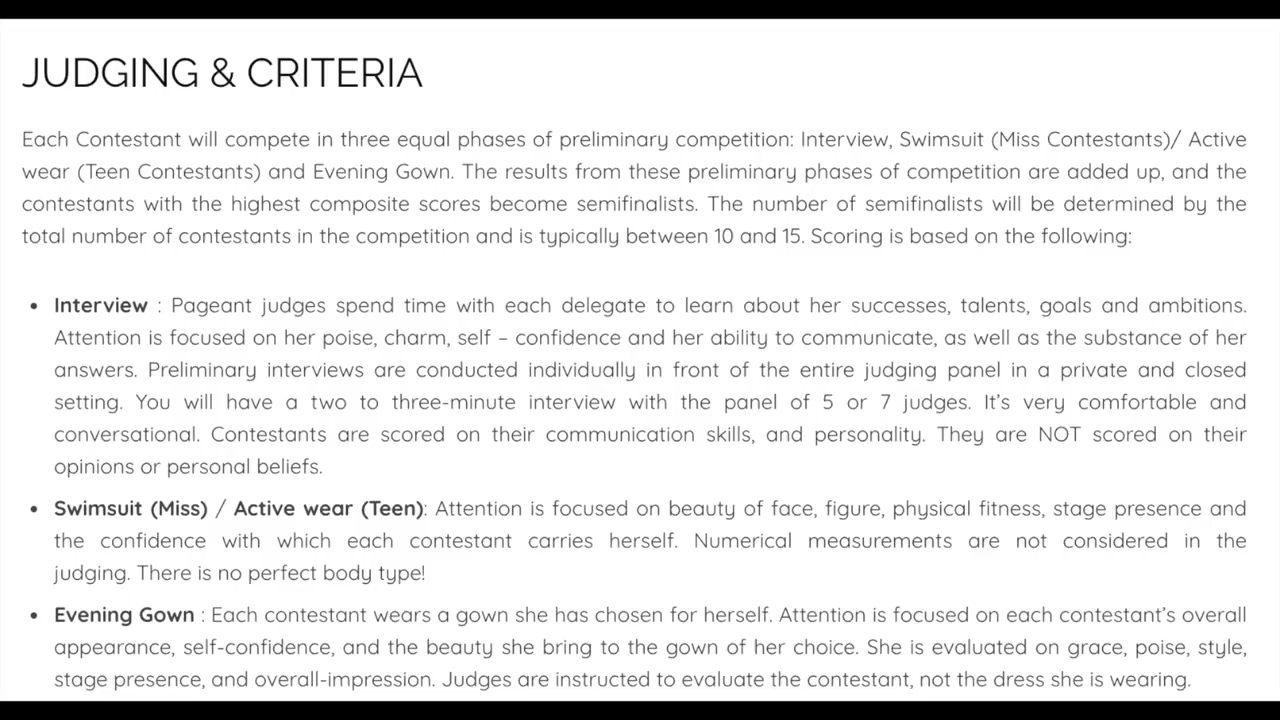 JUDGING & CRITERIA
Each Contestant will compete in three equal phases of preliminary competition: Interview, Swimsuit (Miss Contestants)/ Active
wear (Teen Contestants) and Evening Gown. The results from these preliminary phases of competition are added up, and the
contestants with the highest composite scores become semifinalists. The number of semifinalists will be determined by the
total number of contestants in the competition and is typically between 10 and 15. Scoring is based on the following:
• Interview : Pageant judges spend time with each delegate to learn about her successes, talents, goals and ambitions.
Attention is focused on her poise, charm, self – confidence and her ability to communicate, as well as the substance of her
answers. Preliminary interviews are conducted individually in front of the entire judging panel in a private and closed
setting. You will have a two to three-minute interview with the panel of 5 or 7 judges. It's very comfortable and
conversational. Contestants are scored on their communication skills, and personality. They are NOT scored on their
opinions or personal beliefs.
• Swimsuit (Miss) / Active wear (Teen): Attention is focused on beauty of face, figure, physical fitness, stage presence and
the confidence with which each contestant carries herself. Numerical measurements are not considered in the
judging. There is no perfect body type!
• Evening Gown : Each contestant wears a gown she has chosen for herself. Attention is focused on each contestant's overall
appearance, self-confidence, and the beauty she bring to the gown of her choice. She is evaluated on grace, poise, style,
stage presence, and overall-impression. Judges are instructed to evaluate the contestant, not the dress she is wearing.